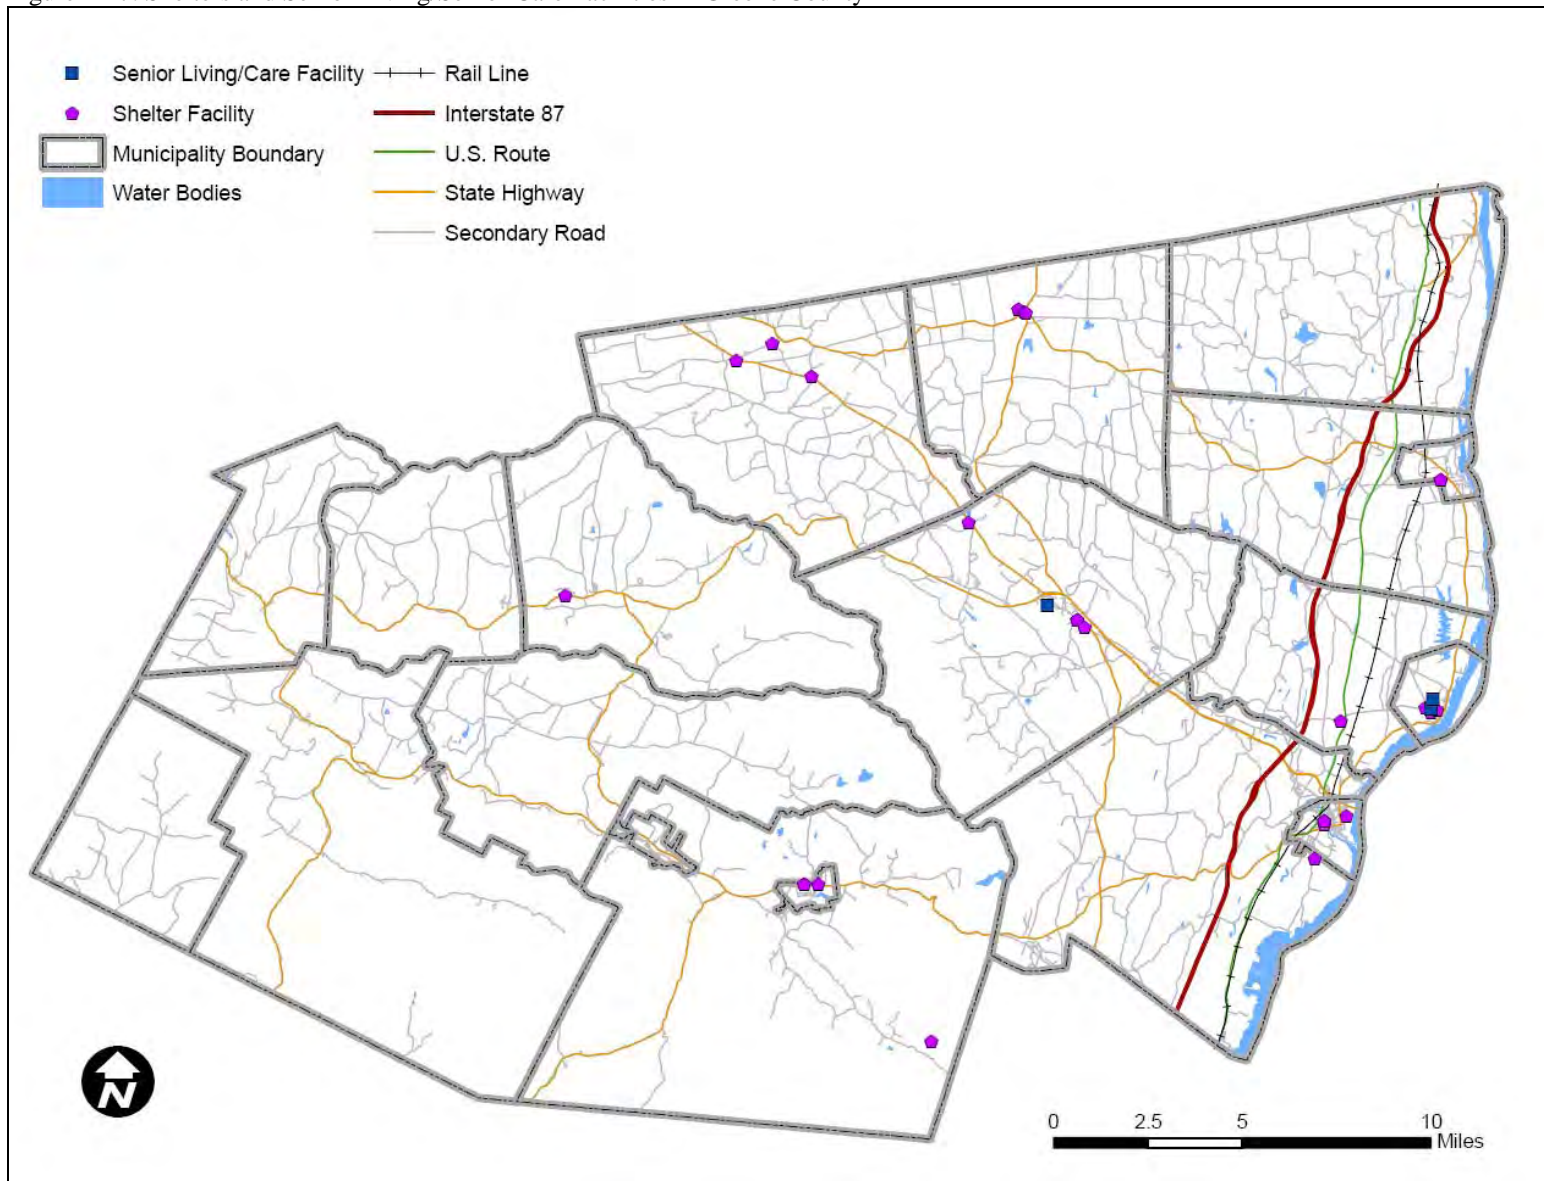 Senior Living/Care Facility
Shelter Facility
Municipality Boundary
Water Bodies
Rail Line
Interstate 87
U.S. Route
State Highway
Secondary Road
N
0 2.5 5 10
Miles